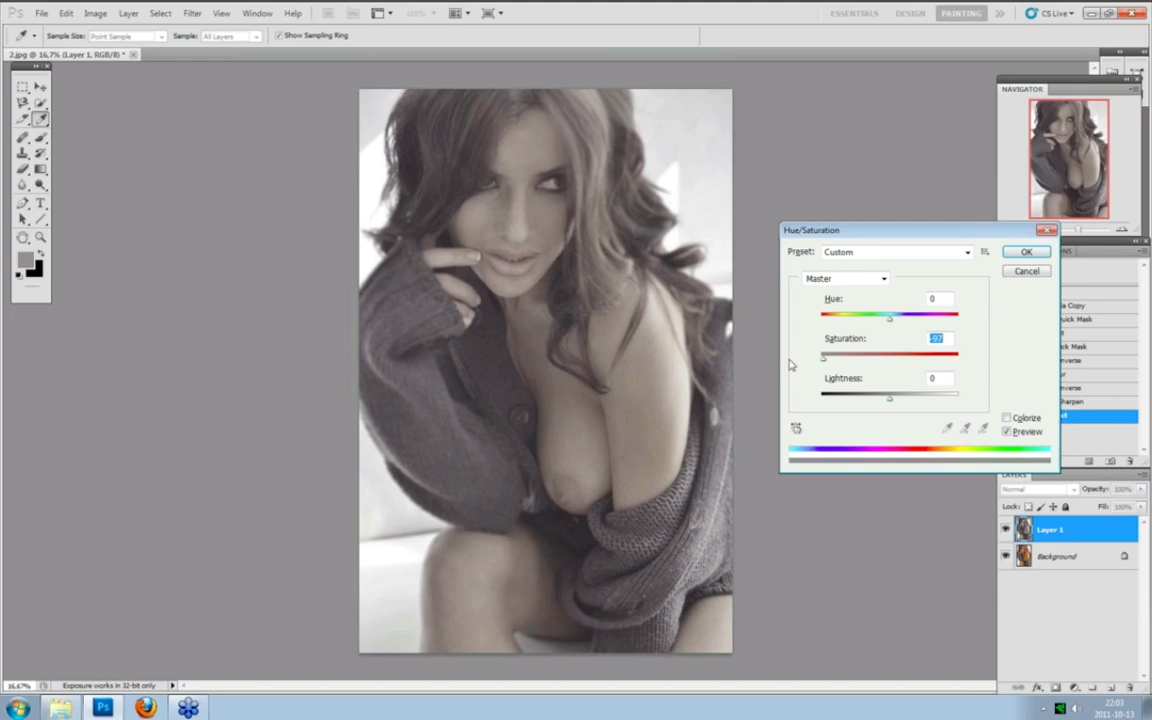 Ps File Edit Image Layer Select Filter View Window Help
ESSENTIALS DESIGN PAINTING CS Live
Sample Size: Point Sample Sample: All Layers Show Sampling Ring
2.jpg @ 16,7% (Layer 1, RGB/8) *
NAVIGATOR
Hue/Saturation
Preset: Custom OK
Cancel
Master
Hue: 0
Saturation: -97
Lightness: 0
Colorize
Preview
Copy
Quick Mask
Mask
Inverse
Inverse
Sharpen
LAYERS
Normal Opacity: 100%
Lock: Fill: 100%
Layer 1
Background
16,67% Exposure works in 32-bit only
Ps
22:03
2011-10-13